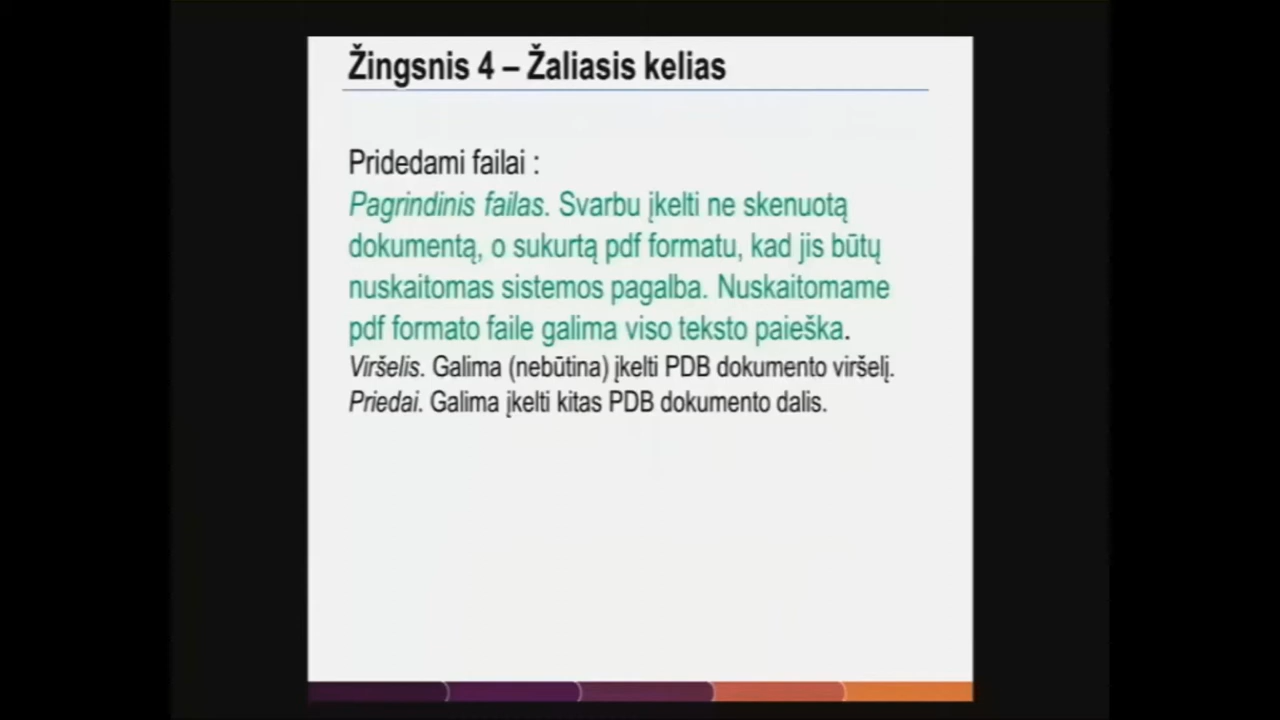 Žingsnis 4 – Žaliasis kelias
Pridedami failai :
Pagrindinis failas. Svarbu įkelti ne skenuotą
dokumentą, o sukurtą pdf formatu, kad jis būtų
nuskaitomas sistemos pagalba. Nuskaitomame
pdf formato faile galima viso teksto paieška.
Viršelis. Galima (nebūtina) įkelti PDB dokumento viršelį.
Priedai. Galima įkelti kitas PDB dokumento dalis.